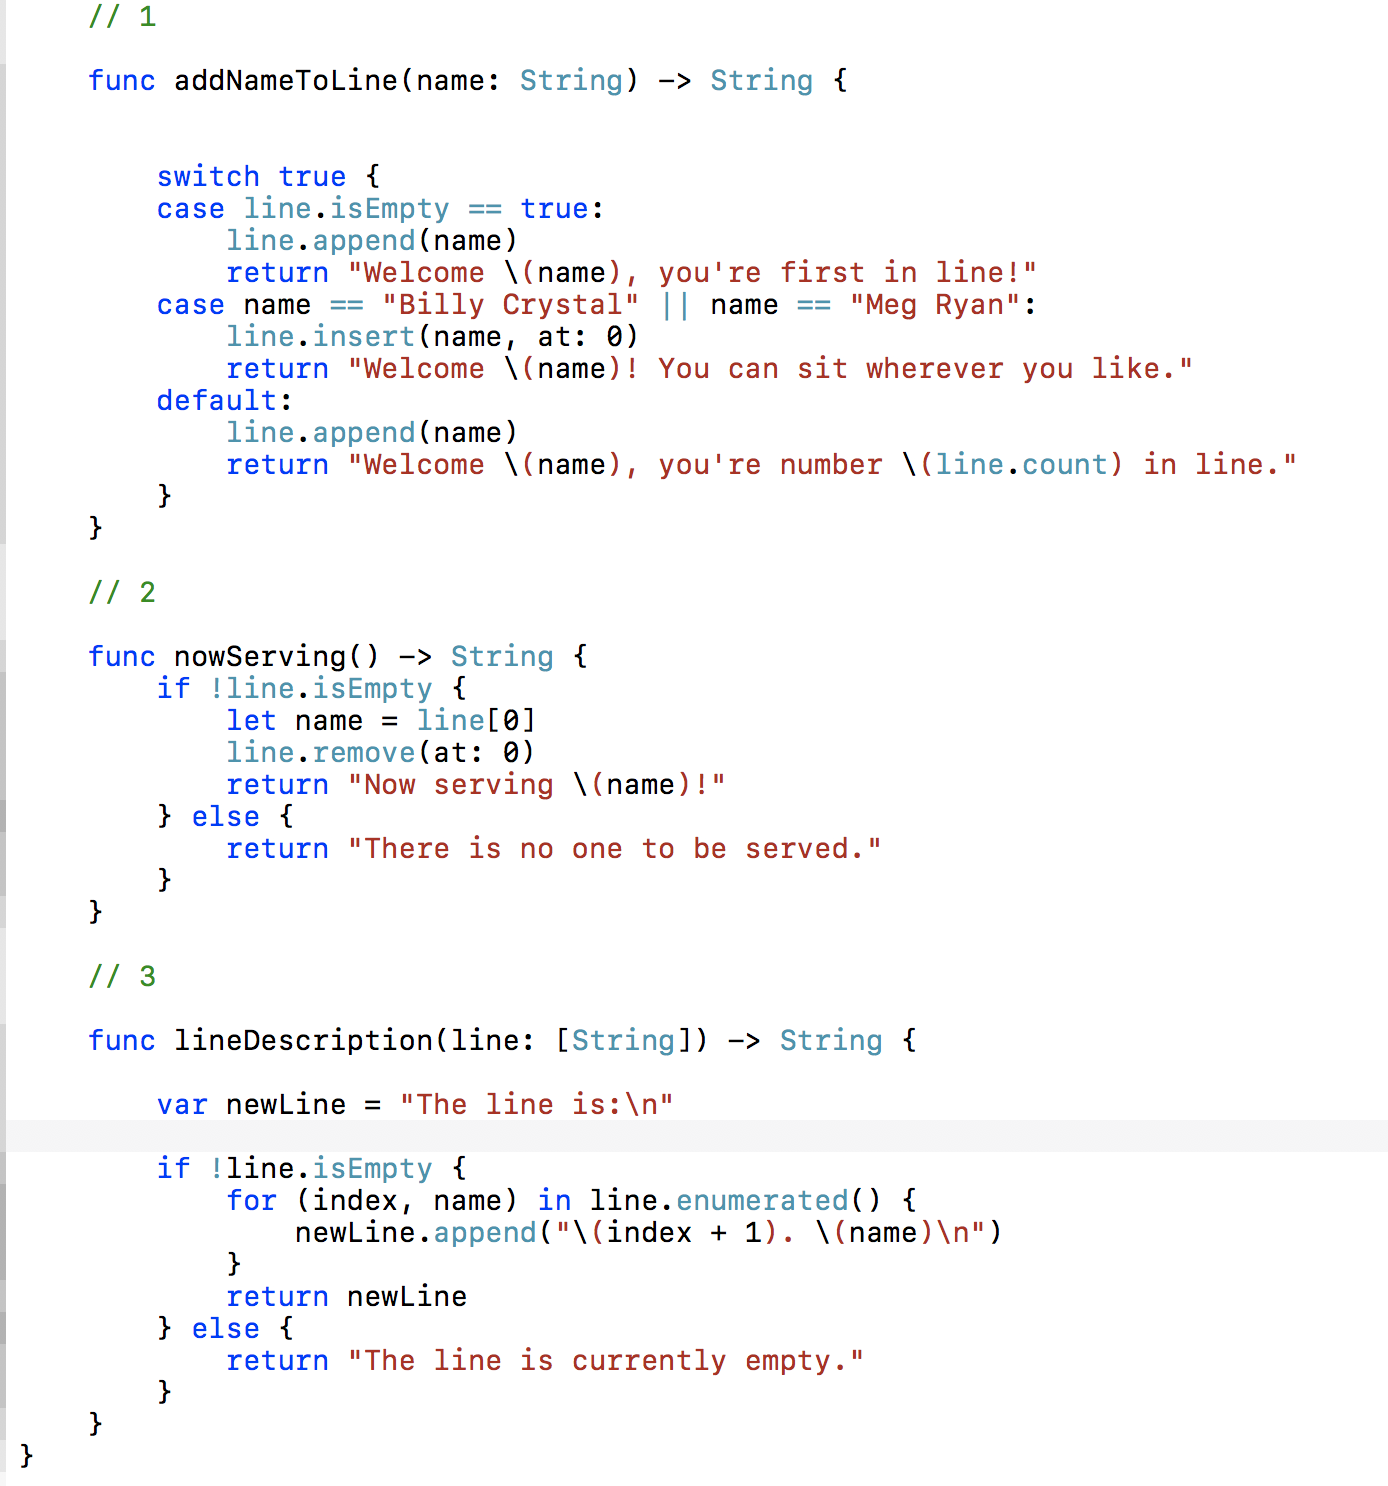 // 1
func addNameToLine(name: String) -> String {
switch true {
case line.isEmpty == true:
line.append(name)
return "Welcome \(name), you're first in line!"
case name == "Billy Crystal" || name == "Meg Ryan":
line.insert(name, at: 0)
return "Welcome \(name)! You can sit wherever you like."
default:
line.append(name)
return "Welcome \(name), you're number \(line.count) in line."
}
}
// 2
func nowServing() -> String {
if !line.isEmpty {
let name = line[0]
line.remove(at: 0)
return "Now serving \(name)!"
} else {
return "There is no one to be served."
}
}
// 3
func lineDescription(line: [String]) -> String {
var newLine = "The line is:\n"
if !line.isEmpty {
for (index, name) in line.enumerated() {
newLine.append("\(index + 1). \(name)\n")
}
return newLine
} else {
return "The line is currently empty."
}
}
}